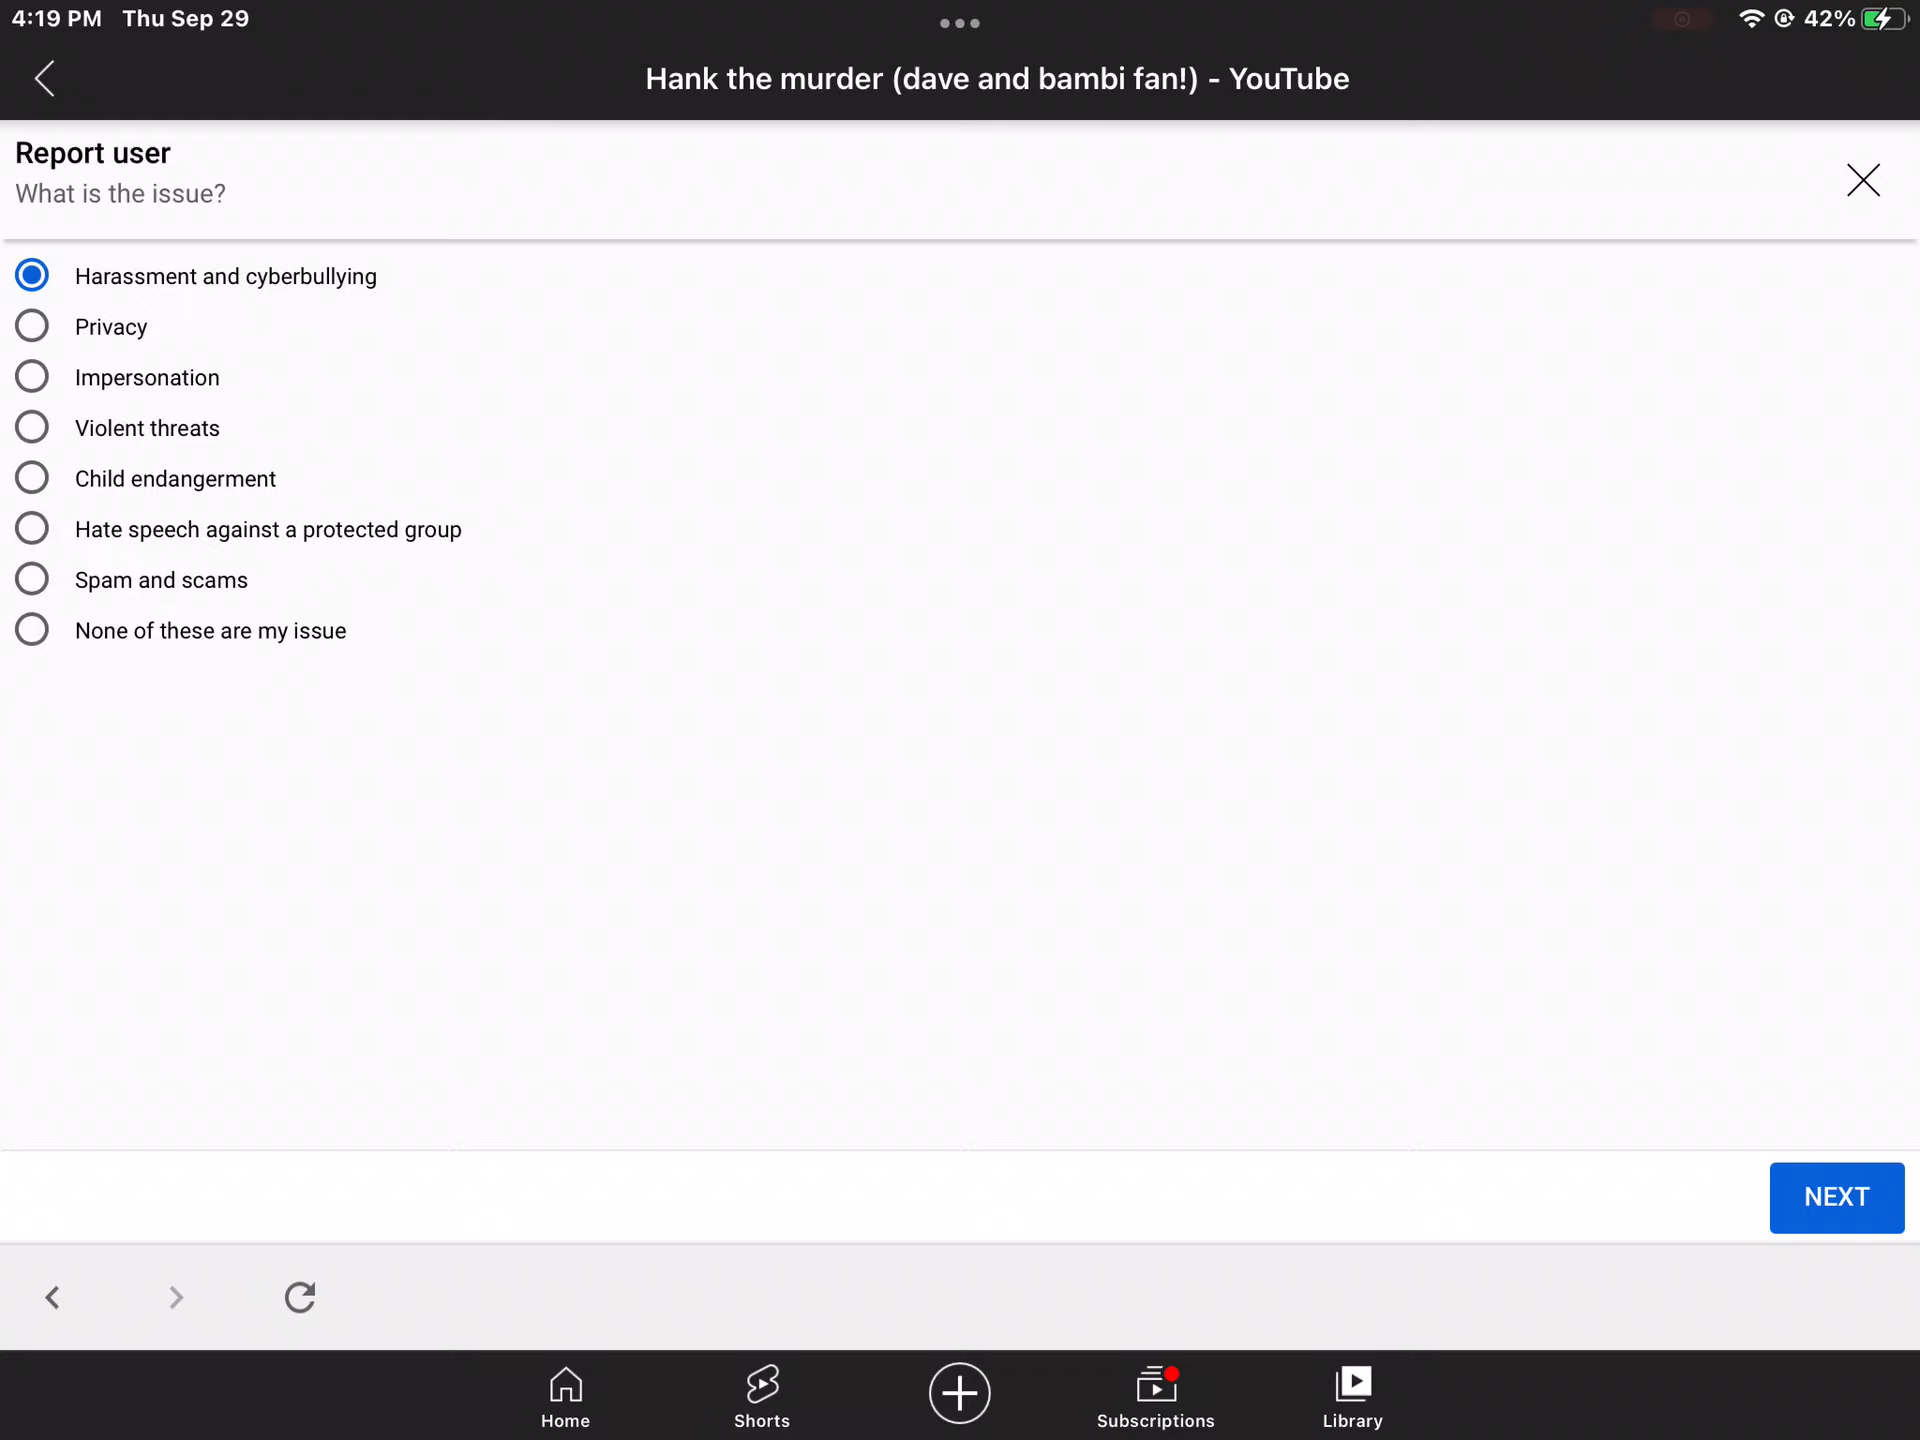 4:19 PM Thu Sep 29
42%
Hank the murder (dave and bambi fan!) - YouTube
Report user
What is the issue?
Harassment and cyberbullying
Privacy
Impersonation
Violent threats
Child endangerment
Hate speech against a protected group
Spam and scams
None of these are my issue
NEXT
Home
Shorts
Subscriptions
Library